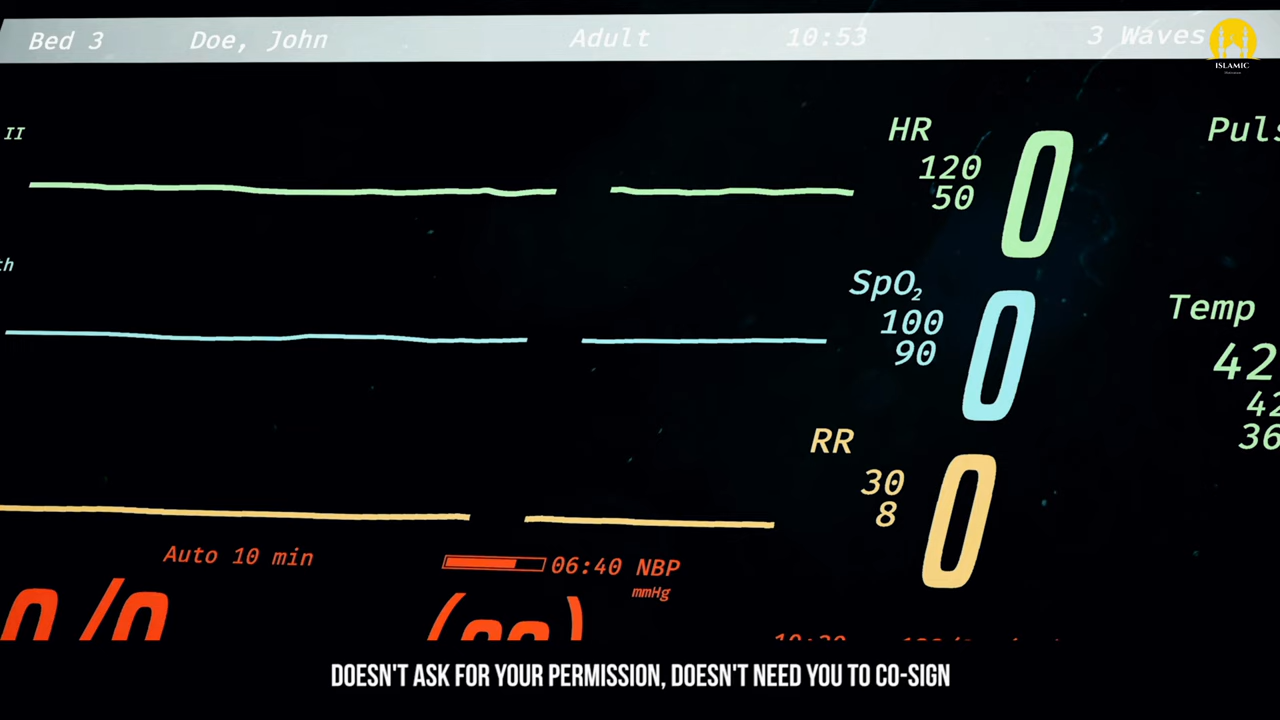 Bed 3 Doe, John Adult 10:53 3 Waves
ISLAMIC
II
HR
120
50
0
SpO2
100
90
0
Temp
RR
30
8
0
Auto 10 min
06:40 NBP
mmHg
DOESN'T ASK FOR YOUR PERMISSION, DOESN'T NEED YOU TO CO-SIGN